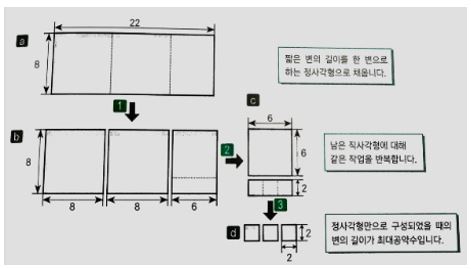 22
a
8
짧은 변의 길이를 한 변으로
하는 정사각형으로 채웁니다.
1
b
8
8
8
6
2
c
6
6
2
남은 직사각형에 대해
같은 작업을 반복합니다.
3
d
2
2
정사각형만으로 구성되었을 때의
변의 길이가 최대공약수입니다.